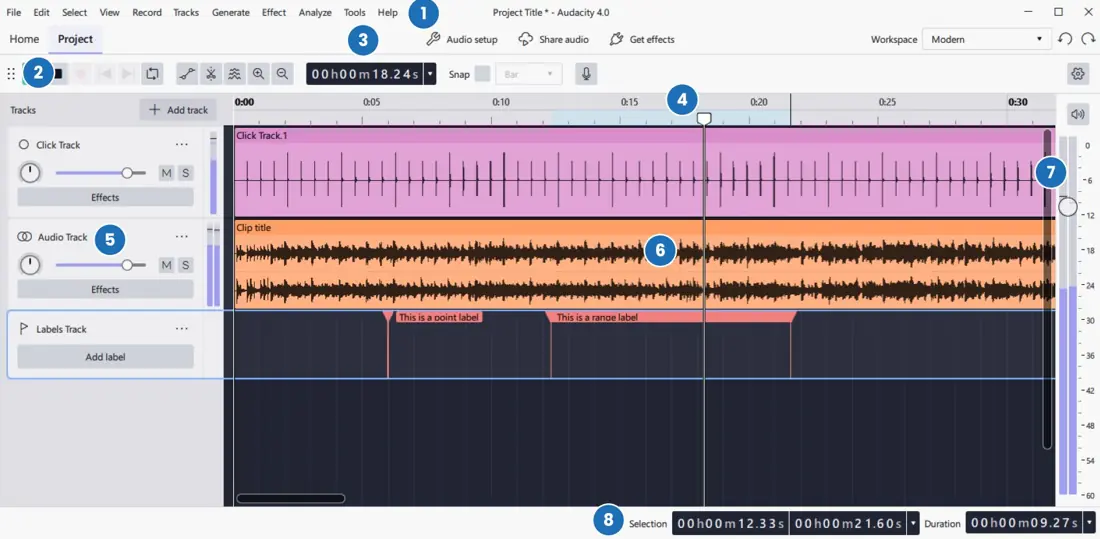 File Edit Select View Record Tracks Generate Effect Analyze Tools Help 1 Project Title * - Audacity 4.0
Home Project 3 Audio setup Share audio Get effects Workspace Modern
2 00h00m18.24s Snap Bar
Tracks Add track 0:00 0:05 0:10 0:15 4 0:20 0:25 0:30
Click Track Click Track.1 0
M S 7 -6
Effects -12
Audio Track 5 Clip title 6 -18
M S -24
Effects -30
Labels Track This is a point label This is a range label
Add label -36
-42
-48
-54
-60
8 Selection 00h00m12.33s 00h00m21.60s Duration 00h00m09.27s